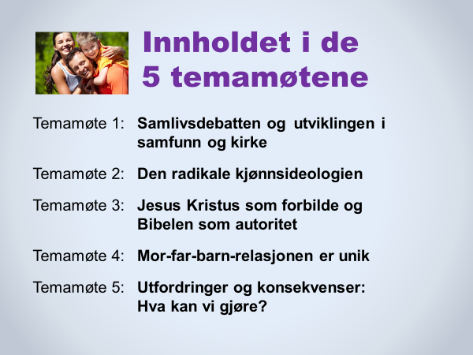 Innholdet i de
5 temamøtene
Temamøte 1: Samlivsdebatten og utviklingen i
samfunn og kirke
Temamøte 2: Den radikale kjønnsideologien
Temamøte 3: Jesus Kristus som forbilde og
Bibelen som autoritet
Temamøte 4: Mor-far-barn-relasjonen er unik
Temamøte 5: Utfordringer og konsekvenser:
Hva kan vi gjøre?